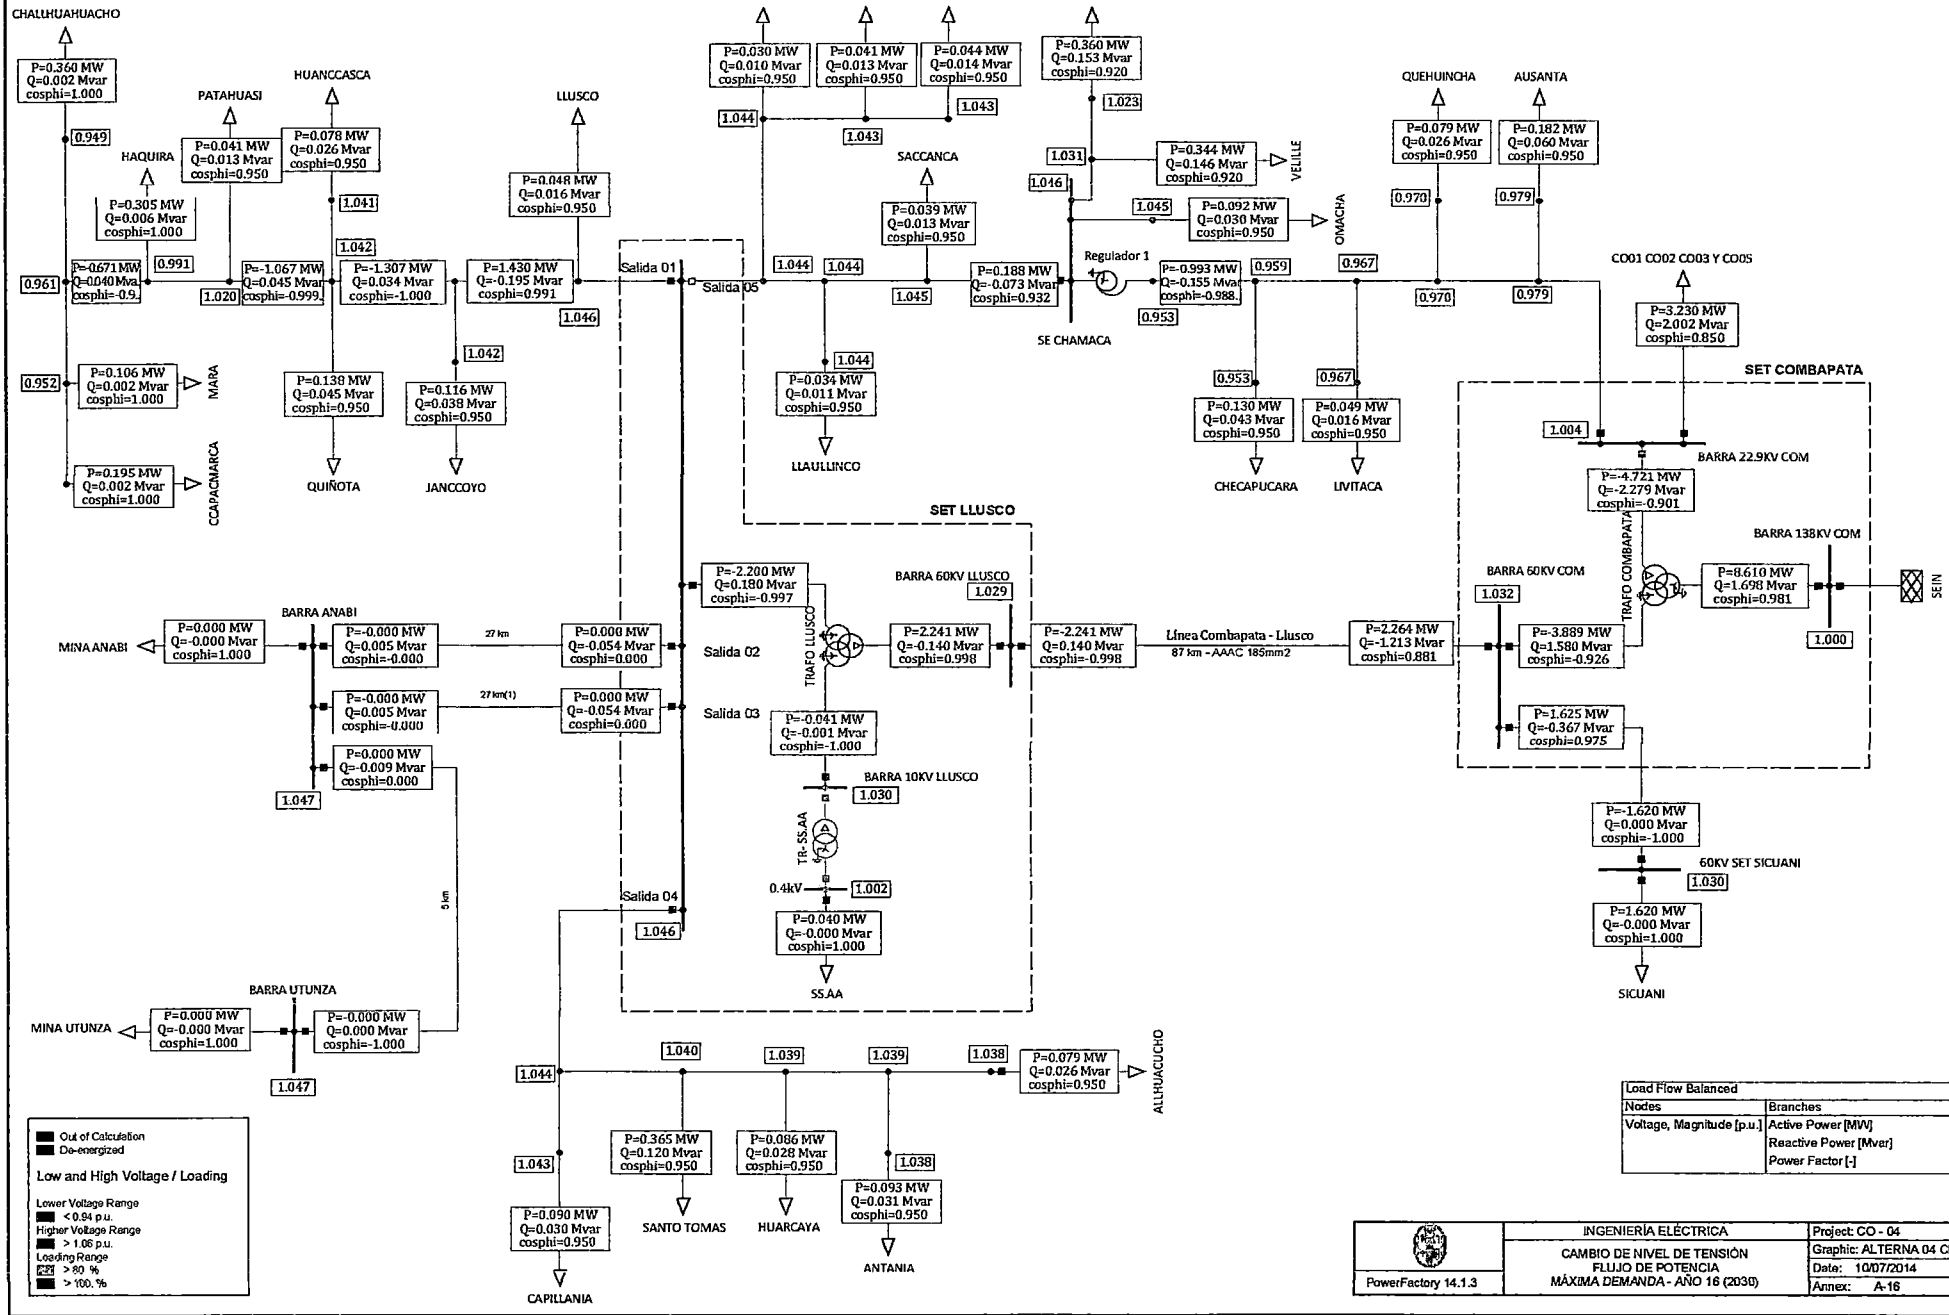 CHALLHUAHUACHO
P=0.360 MW
Q=0.002 Mvar
cosphi=1.000
0.949
HAQUIRA
P=0.305 MW
Q=0.006 Mvar
cosphi=1.000
PATAHUASI
P=0.041 MW
Q=0.013 Mvar
cosphi=0.950
HUANCCASCA
P=0.078 MW
Q=0.026 Mvar
cosphi=0.950
1.041
LLUSCO
P=0.048 MW
Q=0.016 Mvar
cosphi=0.950
P=0.030 MW
Q=0.010 Mvar
cosphi=0.950
P=0.041 MW
Q=0.013 Mvar
cosphi=0.950
P=0.044 MW
Q=0.014 Mvar
cosphi=0.950
1.044
1.043
1.043
SACCANCA
P=0.039 MW
Q=0.013 Mvar
cosphi=0.950
P=0.360 MW
Q=0.153 Mvar
cosphi=0.920
1.023
1.031
P=0.344 MW
Q=0.146 Mvar
cosphi=0.920
VELILLE
1.046
1.045
P=0.092 MW
Q=0.030 Mvar
cosphi=0.950
OMACHA
QUEHUINCHA
P=0.079 MW
Q=0.026 Mvar
cosphi=0.950
0.970
AUSANTA
P=0.182 MW
Q=0.060 Mvar
cosphi=0.950
0.979
0.961
P=-0.671 MW
Q=0.040 Mva
cosphi=-0.9.
0.991
1.020
P=-1.067 MW
Q=0.045 Mvar
cosphi=-0.999
1.042
P=-1.307 MW
Q=0.034 Mvar
cosphi=-1.000
P=1.430 MW
Q=-0.195 Mvar
cosphi=0.991
1.046
Salida 01
Salida 05
1.044
1.044
1.045
P=0.188 MW
Q=-0.073 Mvar
cosphi=0.932
SE CHAMACA
Regulador 1
P=-0.993 MW
Q=-0.155 Mvar
cosphi=-0.988
0.953
0.959
0.967
0.970
0.979
CO01 CO02 CO03 Y CO05
P=3.230 MW
Q=2.002 Mvar
cosphi=0.850
0.952
P=0.106 MW
Q=0.002 Mvar
cosphi=1.000
MARA
P=0.195 MW
Q=0.002 Mvar
cosphi=1.000
CCAPACMARCA
P=0.138 MW
Q=0.045 Mvar
cosphi=0.950
QUIÑOTA
1.042
P=0.116 MW
Q=0.038 Mvar
cosphi=0.950
JANCCOYO
1.044
P=0.034 MW
Q=0.011 Mvar
cosphi=0.950
LLAULLINCO
0.953
P=0.130 MW
Q=0.043 Mvar
cosphi=0.950
CHECAPUCARA
0.967
P=0.049 MW
Q=0.016 Mvar
cosphi=0.950
LIVITACA
SET COMBAPATA
1.004
BARRA 22.9KV COM
P=-4.721 MW
Q=-2.279 Mvar
cosphi=-0.901
TRAFO COMBAPATA
BARRA 138KV COM
P=8.610 MW
Q=1.698 Mvar
cosphi=0.981
1.000
SEIN
BARRA 60KV COM
1.032
P=-3.889 MW
Q=1.580 Mvar
cosphi=-0.926
P=1.625 MW
Q=-0.367 Mvar
cosphi=0.975
SET LLUSCO
P=-2.200 MW
Q=0.180 Mvar
cosphi=-0.997
TRAFO LLUSCO
BARRA 60KV LLUSCO
1.029
P=2.241 MW
Q=-0.140 Mvar
cosphi=0.998
P=-2.241 MW
Q=0.140 Mvar
cosphi=-0.998
Línea Combapata - Llusco
87 km - AAAC 185mm2
P=2.264 MW
Q=-1.213 Mvar
cosphi=0.881
MINA ANABI
P=0.000 MW
Q=-0.000 Mvar
cosphi=1.000
BARRA ANABI
P=-0.000 MW
Q=0.005 Mvar
cosphi=-0.000
27 km
P=0.000 MW
Q=-0.054 Mvar
cosphi=0.000
Salida 02
P=-0.000 MW
Q=0.005 Mvar
cosphi=-0.000
27 km(1)
P=0.000 MW
Q=-0.054 Mvar
cosphi=0.000
Salida 03
P=0.000 MW
Q=-0.009 Mvar
cosphi=0.000
1.047
5 km
P=-0.041 MW
Q=-0.001 Mvar
cosphi=-1.000
BARRA 10KV LLUSCO
1.030
TR- SS.AA
0.4kV
1.002
P=0.040 MW
Q=-0.000 Mvar
cosphi=1.000
SS.AA
P=-1.620 MW
Q=0.000 Mvar
cosphi=-1.000
60KV SET SICUANI
1.030
P=1.620 MW
Q=-0.000 Mvar
cosphi=1.000
SICUANI
Salida 04
1.046
MINA UTUNZA
P=0.000 MW
Q=-0.000 Mvar
cosphi=1.000
BARRA UTUNZA
P=-0.000 MW
Q=0.000 Mvar
cosphi=-1.000
1.047
1.044
1.040
1.039
1.039
1.038
P=0.079 MW
Q=0.026 Mvar
cosphi=0.950
ALLHUACUCHO
1.043
P=0.090 MW
Q=0.030 Mvar
cosphi=0.950
CAPILLANIA
P=0.365 MW
Q=0.120 Mvar
cosphi=0.950
SANTO TOMAS
P=0.086 MW
Q=0.028 Mvar
cosphi=0.950
HUARCAYA
1.038
P=0.093 MW
Q=0.031 Mvar
cosphi=0.950
ANTANIA
Out of Calculation
De-energized
Low and High Voltage / Loading
Lower Voltage Range
< 0.94 p.u.
Higher Voltage Range
> 1.06 p.u.
Loading Range
> 80 %
> 100. %
Load Flow Balanced
Nodes Branches
Voltage, Magnitude [p.u.] Active Power [MW]
Reactive Power [Mvar]
Power Factor [-]
PowerFactory 14.1.3
INGENIERÍA ELÉCTRICA
CAMBIO DE NIVEL DE TENSIÓN
FLUJO DE POTENCIA
MÁXIMA DEMANDA - AÑO 16 (2030)
Project: CO - 04
Graphic: ALTERNA 04 C
Date: 10/07/2014
Annex: A-16